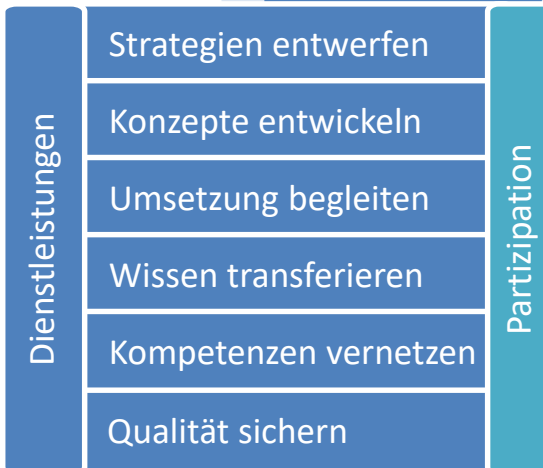 Dienstleistungen
Strategien entwerfen
Konzepte entwickeln
Umsetzung begleiten
Wissen transferieren
Kompetenzen vernetzen
Qualität sichern
Partizipation